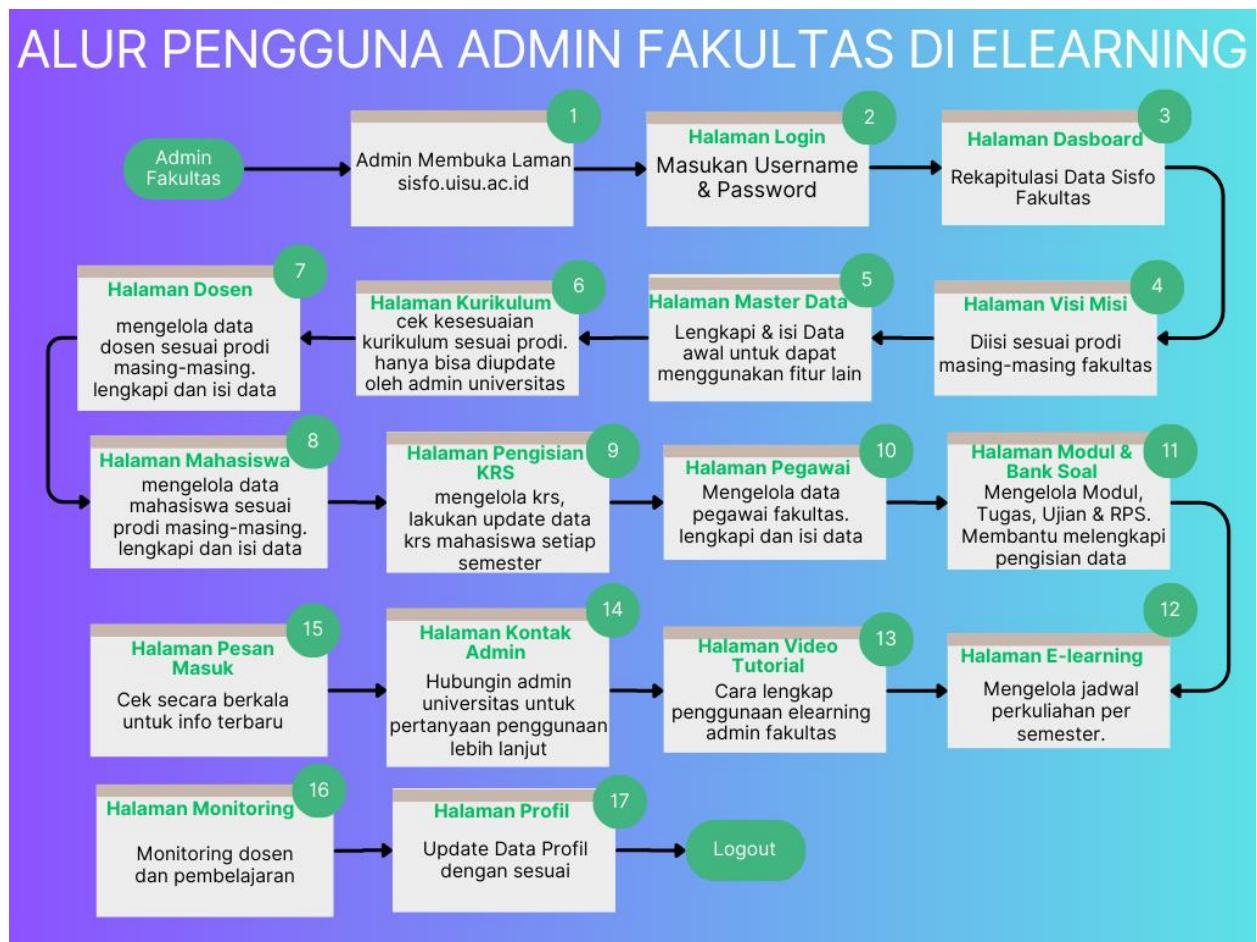 ALUR PENGGUNA ADMIN FAKULTAS DI ELEARNING
Admin
Fakultas
1
Admin Membuka Laman
sisfo.uisu.ac.id
2
Halaman Login
Masukan Username
& Password
3
Halaman Dasboard
Rekapitulasi Data Sisfo
Fakultas
4
Halaman Visi Misi
Diisi sesuai prodi
masing-masing fakultas
5
Halaman Master Data
Lengkapi & isi Data
awal untuk dapat
menggunakan fitur lain
6
Halaman Kurikulum
cek kesesuaian
kurikulum sesuai prodi.
hanya bisa diupdate
oleh admin universitas
7
Halaman Dosen
mengelola data
dosen sesuai prodi
masing-masing.
lengkapi dan isi data
8
Halaman Mahasiswa
mengelola data
mahasiswa sesuai
prodi masing-masing.
lengkapi dan isi data
9
Halaman Pengisian
KRS
mengelola krs,
lakukan update data
krs mahasiswa setiap
semester
10
Halaman Pegawai
Mengelola data
pegawai fakultas.
lengkapi dan isi data
11
Halaman Modul &
Bank Soal
Mengelola Modul,
Tugas, Ujian & RPS.
Membantu melengkapi
pengisian data
12
Halaman E-learning
Mengelola jadwal
perkuliahan per
semester.
13
Halaman Video
Tutorial
Cara lengkap
penggunaan elearning
admin fakultas
14
Halaman Kontak
Admin
Hubungin admin
universitas untuk
pertanyaan penggunaan
lebih lanjut
15
Halaman Pesan
Masuk
Cek secara berkala
untuk info terbaru
16
Halaman Monitoring
Monitoring dosen
dan pembelajaran
17
Halaman Profil
Update Data Profil
dengan sesuai
Logout